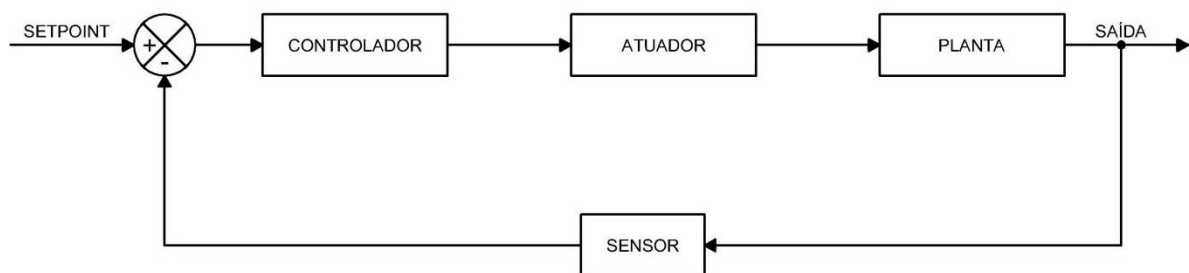 SETPOINT
+
-
CONTROLADOR
ATUADOR
PLANTA
SAÍDA
SENSOR